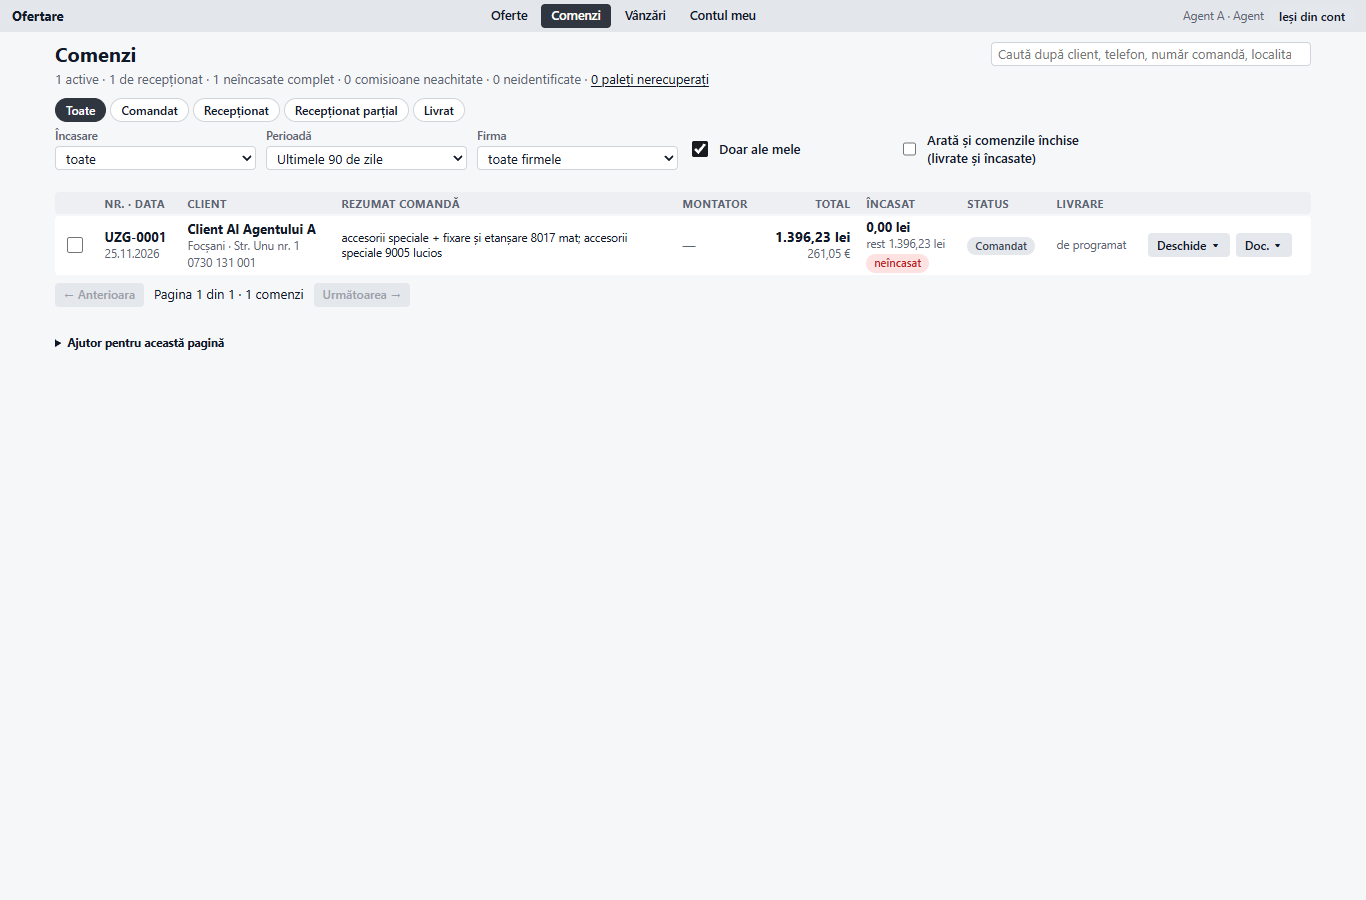 Ofertare
Oferte
Comenzi
Vânzări
Contul meu
Agent A · Agent
Ieși din cont
Comenzi
Caută după client, telefon, număr comandă, localita
1 active · 1 de recepționat · 1 neîncasate complet · 0 comisioane neachitate · 0 neidentificate · 0 paleți nerecuperați
Toate
Comandat
Recepționat
Recepționat parțial
Livrat
Încasare
Perioadă
Firma
toate
Ultimele 90 de zile
toate firmele
Doar ale mele
Arată și comenzile închise
(livrate și încasate)
NR. · DATA
CLIENT
REZUMAT COMANDĂ
MONTATOR
TOTAL
ÎNCASAT
STATUS
LIVRARE
UZG-0001
25.11.2026
Client Al Agentului A
Focșani · Str. Unu nr. 1
0730 131 001
accesorii speciale + fixare și etanșare 8017 mat; accesorii
speciale 9005 lucios
—
1.396,23 lei
261,05 €
0,00 lei
rest 1.396,23 lei
neîncasat
Comandat
de programat
Deschide
Doc.
← Anterioara
Pagina 1 din 1 · 1 comenzi
Următoarea →
Ajutor pentru această pagină